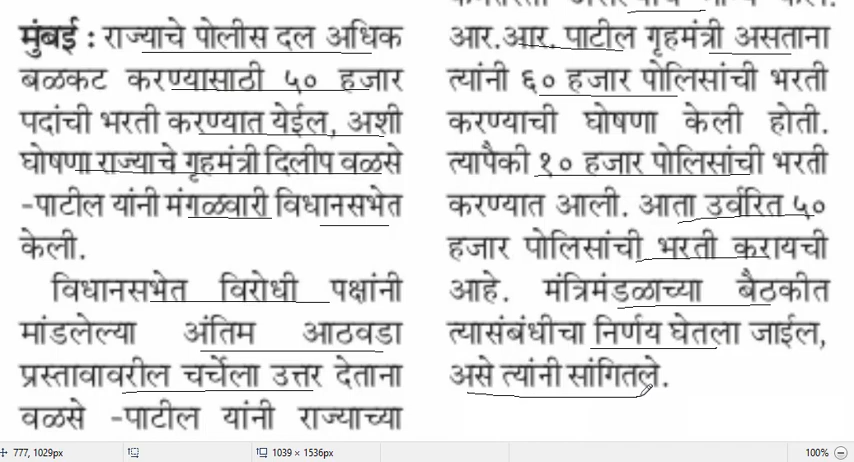 मुंबई : राज्याचे पोलीस दल अधिक
बळकट करण्यासाठी ५० हजार
पदांची भरती करण्यात येईल, अशी
घोषणा राज्याचे गृहमंत्री दिलीप वळसे
-पाटील यांनी मंगळवारी विधानसभेत
केली.
विधानसभेत विरोधी पक्षांनी
मांडलेल्या अंतिम आठवडा
प्रस्तावावरील चर्चेला उत्तर देताना
वळसे -पाटील यांनी राज्याच्या
आर.आर. पाटील गृहमंत्री असताना
त्यांनी ६० हजार पोलिसांची भरती
करण्याची घोषणा केली होती.
त्यापैकी १० हजार पोलिसांची भरती
करण्यात आली. आता उर्वरित ५०
हजार पोलिसांची भरती करायची
आहे. मंत्रिमंडळाच्या बैठकीत
त्यासंबंधीचा निर्णय घेतला जाईल,
असे त्यांनी सांगितले.
777, 1029px
1039 × 1536px
100%